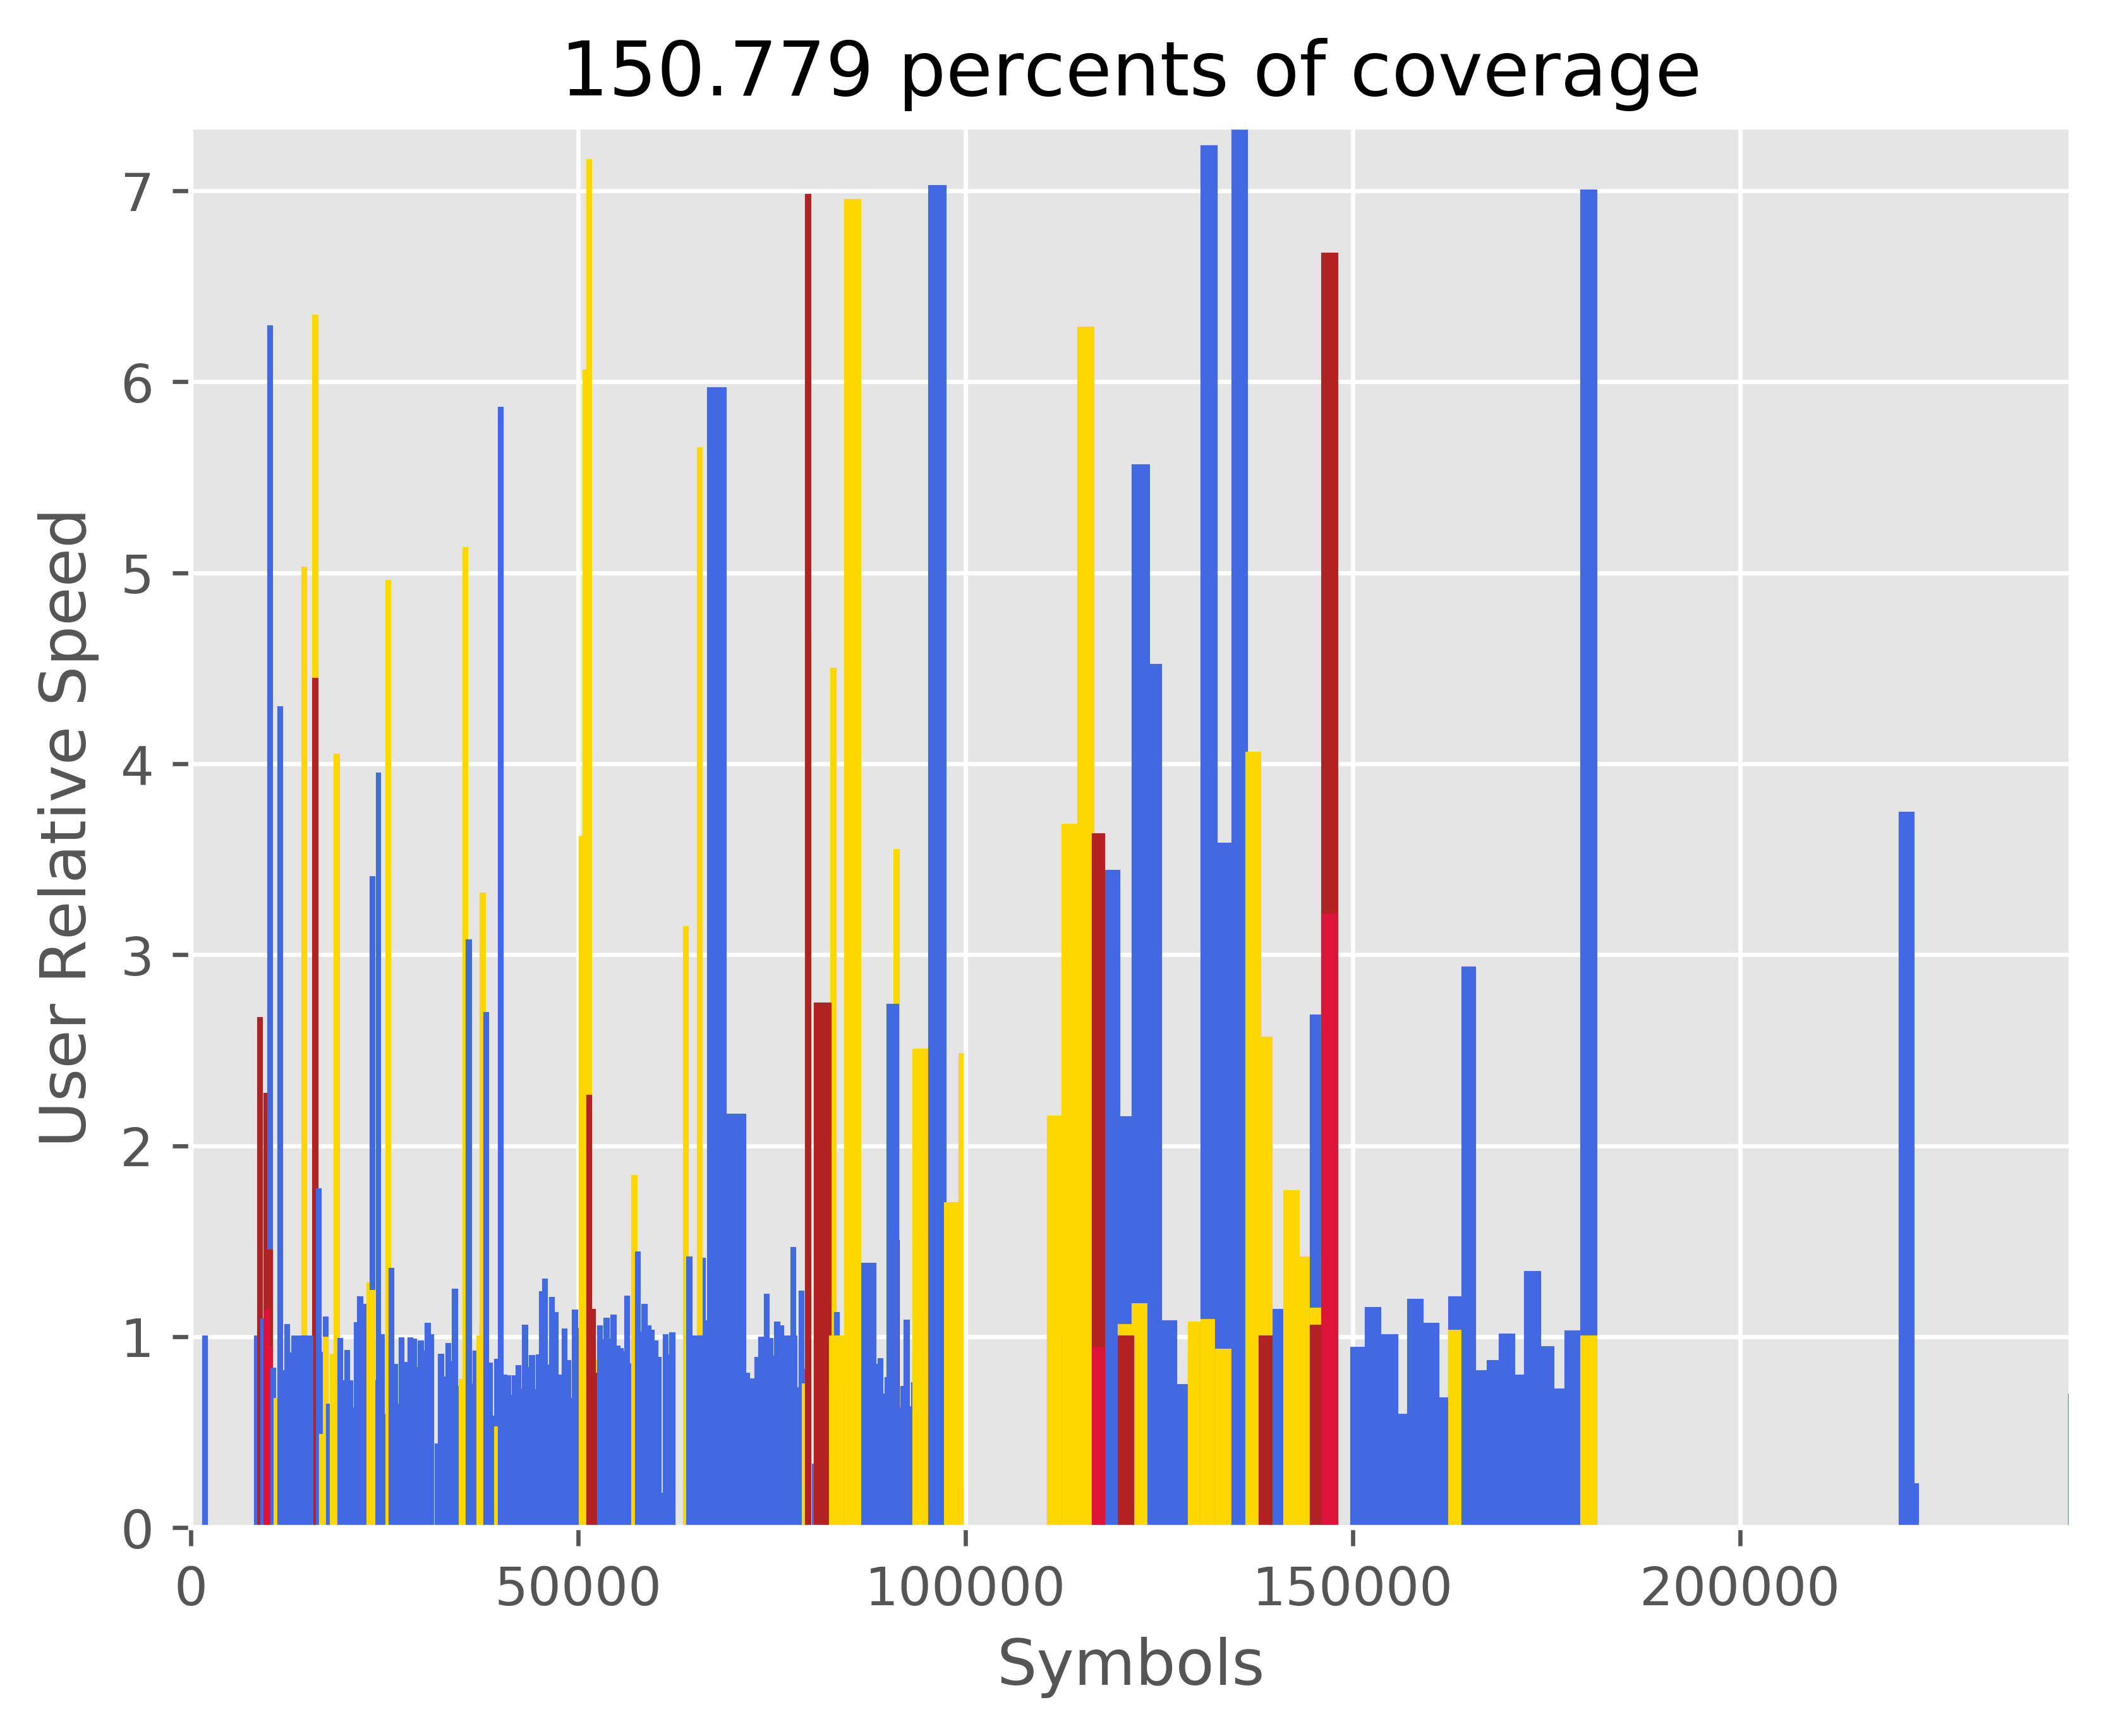 150.779 percents of coverage
User Relative Speed
7
6
5
4
3
2
1
0
0 50000 100000 150000 200000
Symbols